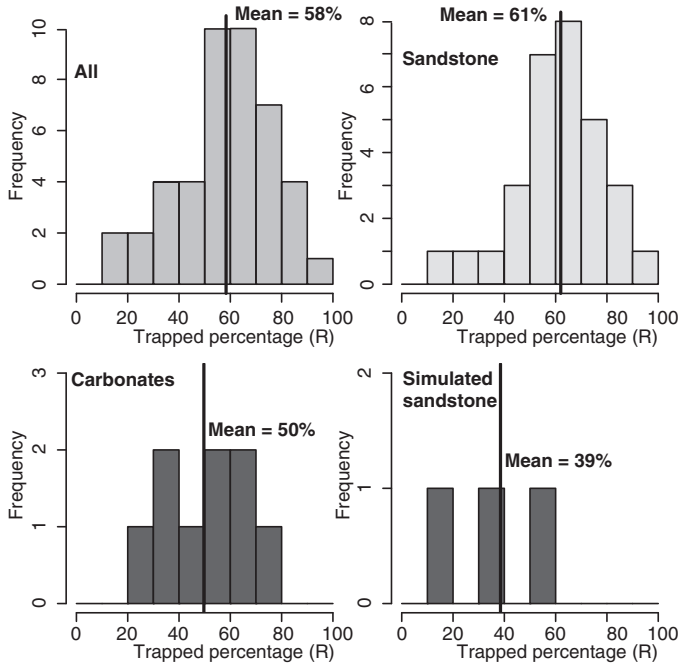 Mean = 58%
All
Frequency
10
8
6
4
2
0
0 20 40 60 80 100
Trapped percentage (R)
Mean = 61%
Sandstone
Frequency
8
6
4
2
0
0 20 40 60 80 100
Trapped percentage (R)
Carbonates
Mean = 50%
Frequency
3
2
1
0
0 20 40 60 80 100
Trapped percentage (R)
Simulated
sandstone
Mean = 39%
Frequency
2
1
0
0 20 40 60 80 100
Trapped percentage (R)